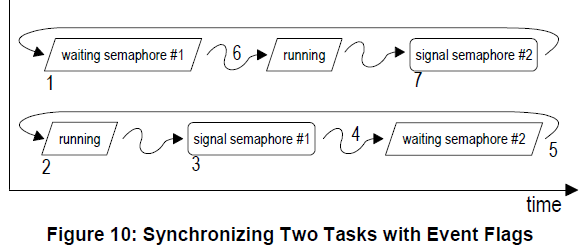 waiting semaphore #1
6
running
signal semaphore #2
1
7
running
signal semaphore #1
4
waiting semaphore #2
5
2
3
time
Figure 10: Synchronizing Two Tasks with Event Flags